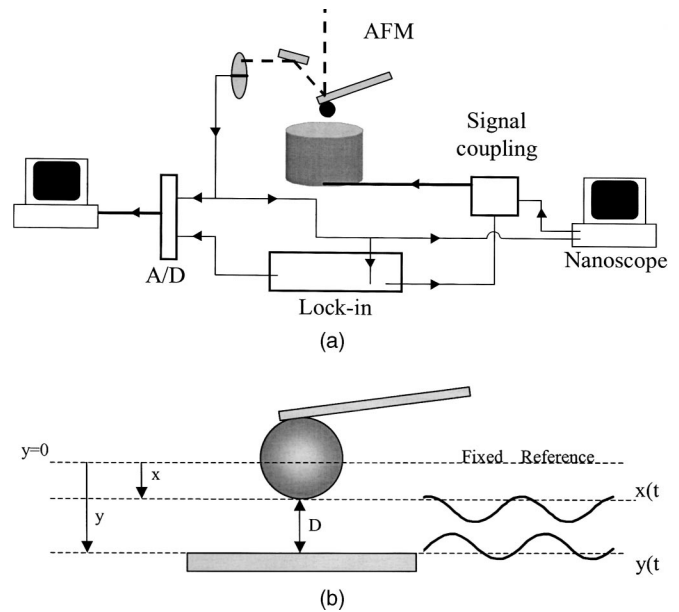 AFM
Signal
coupling
A/D
Lock-in
Nanoscope
(a)
y=0
x
y
D
Fixed Reference
x(t
y(t
(b)